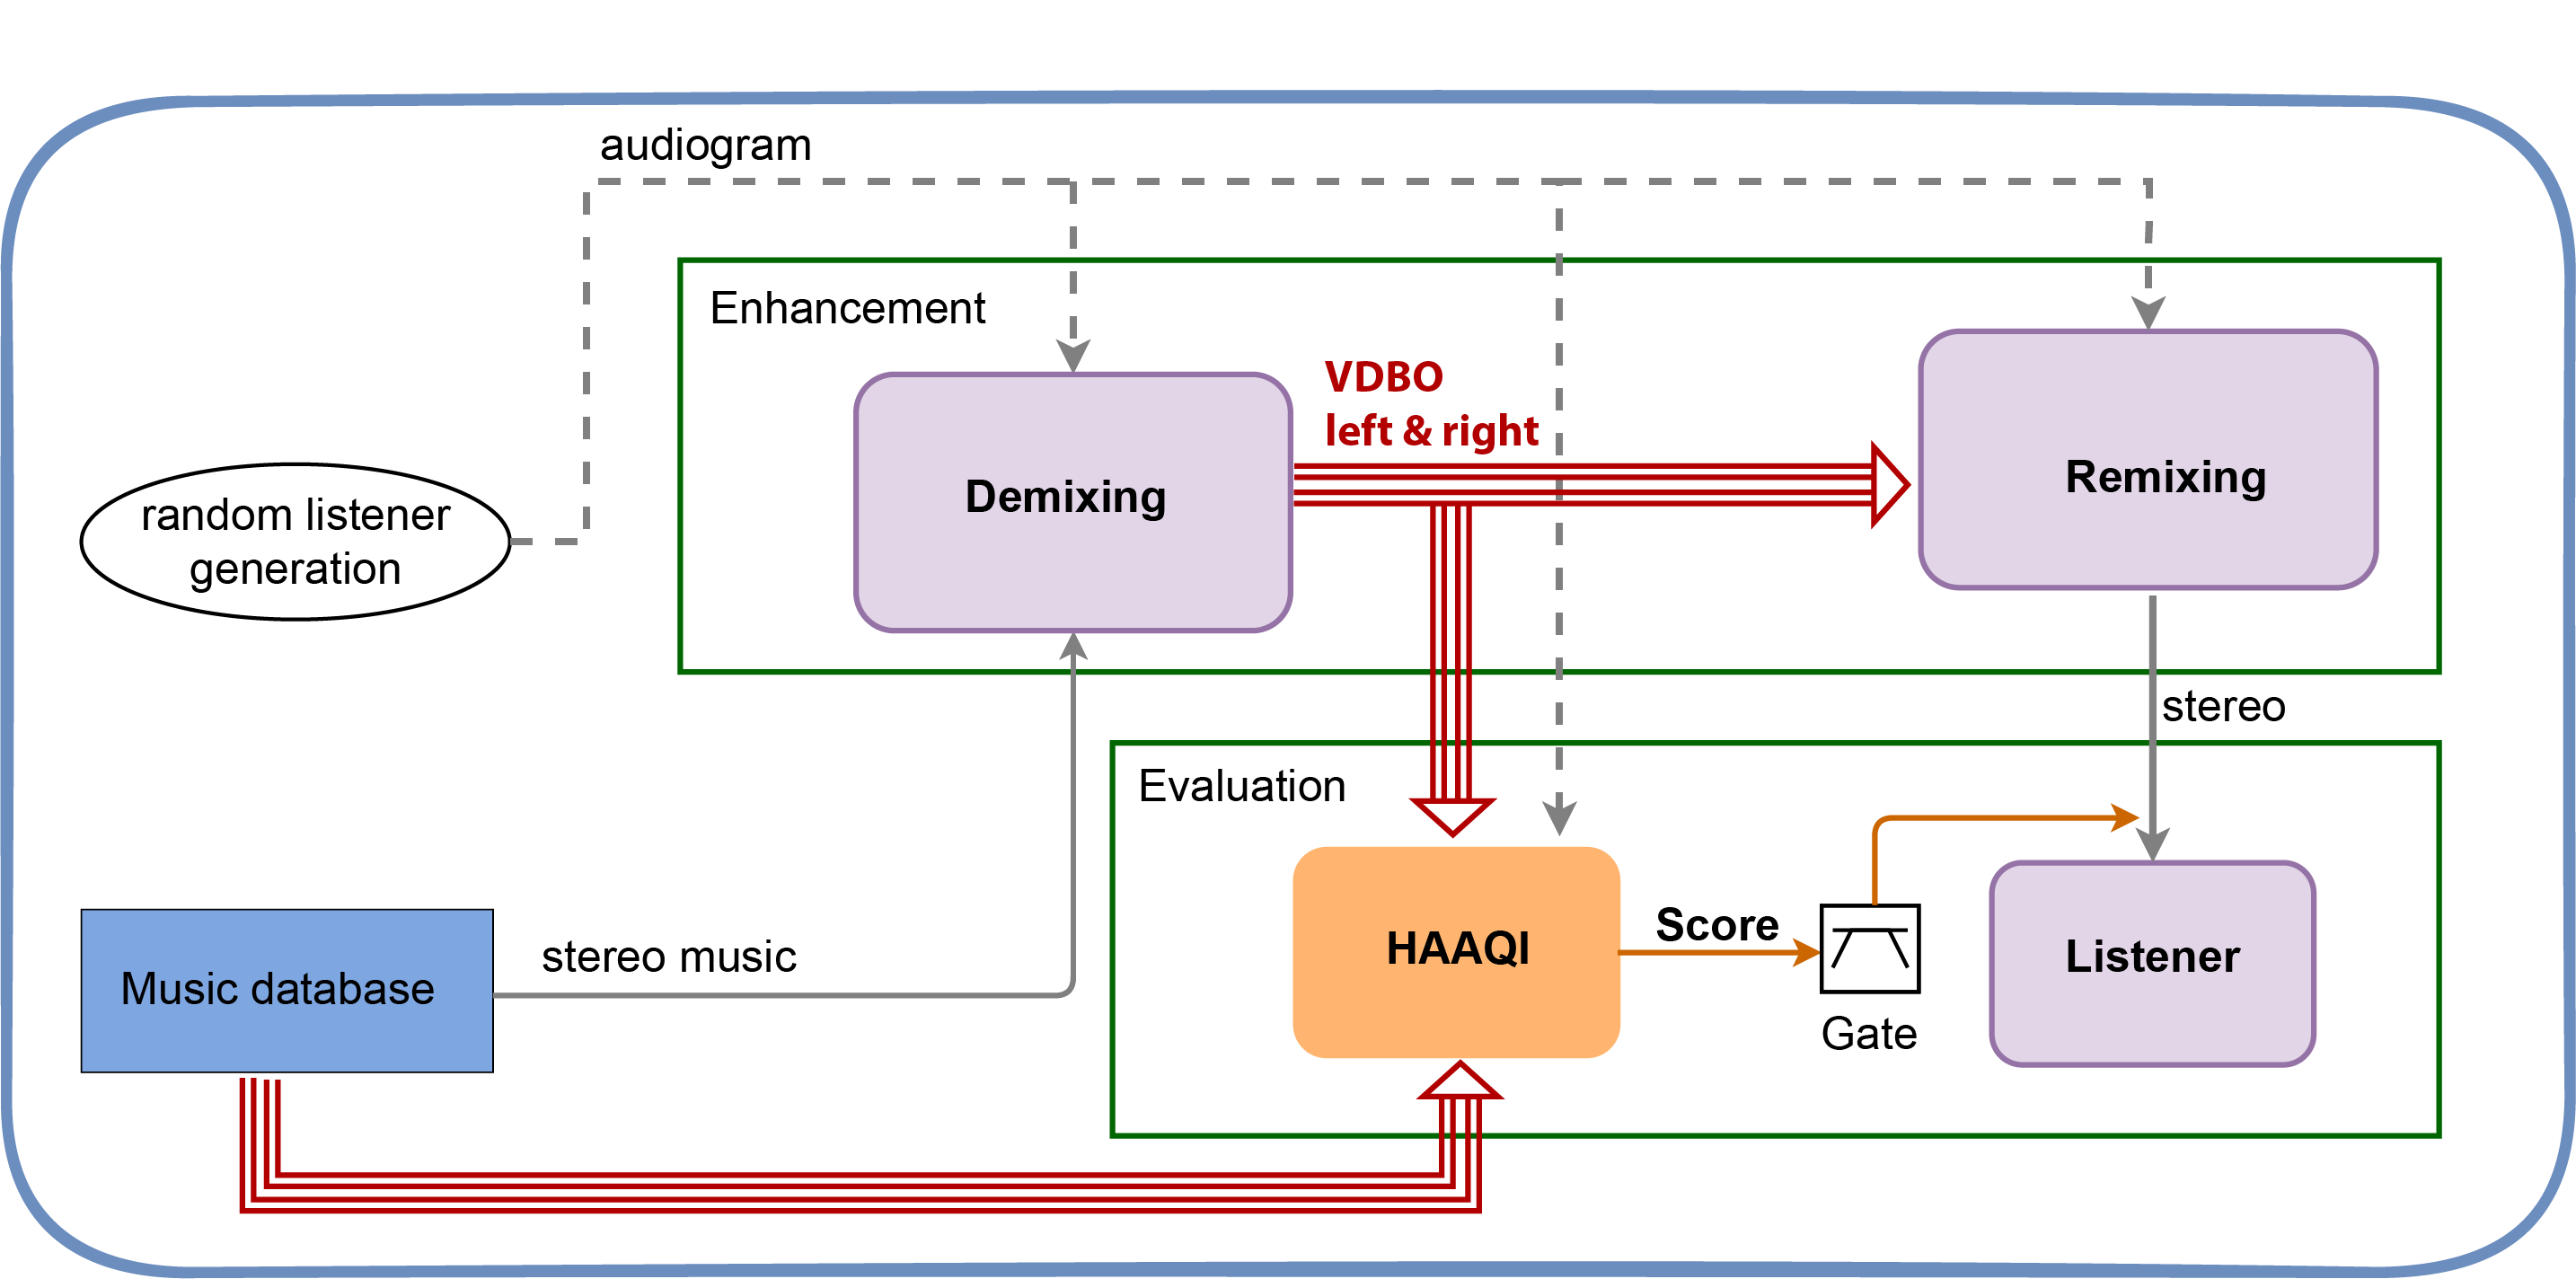 audiogram
Enhancement
VDBO
left & right
Demixing
Remixing
random listener
generation
stereo
Evaluation
HAAQI
Score
Gate
Listener
stereo music
Music database